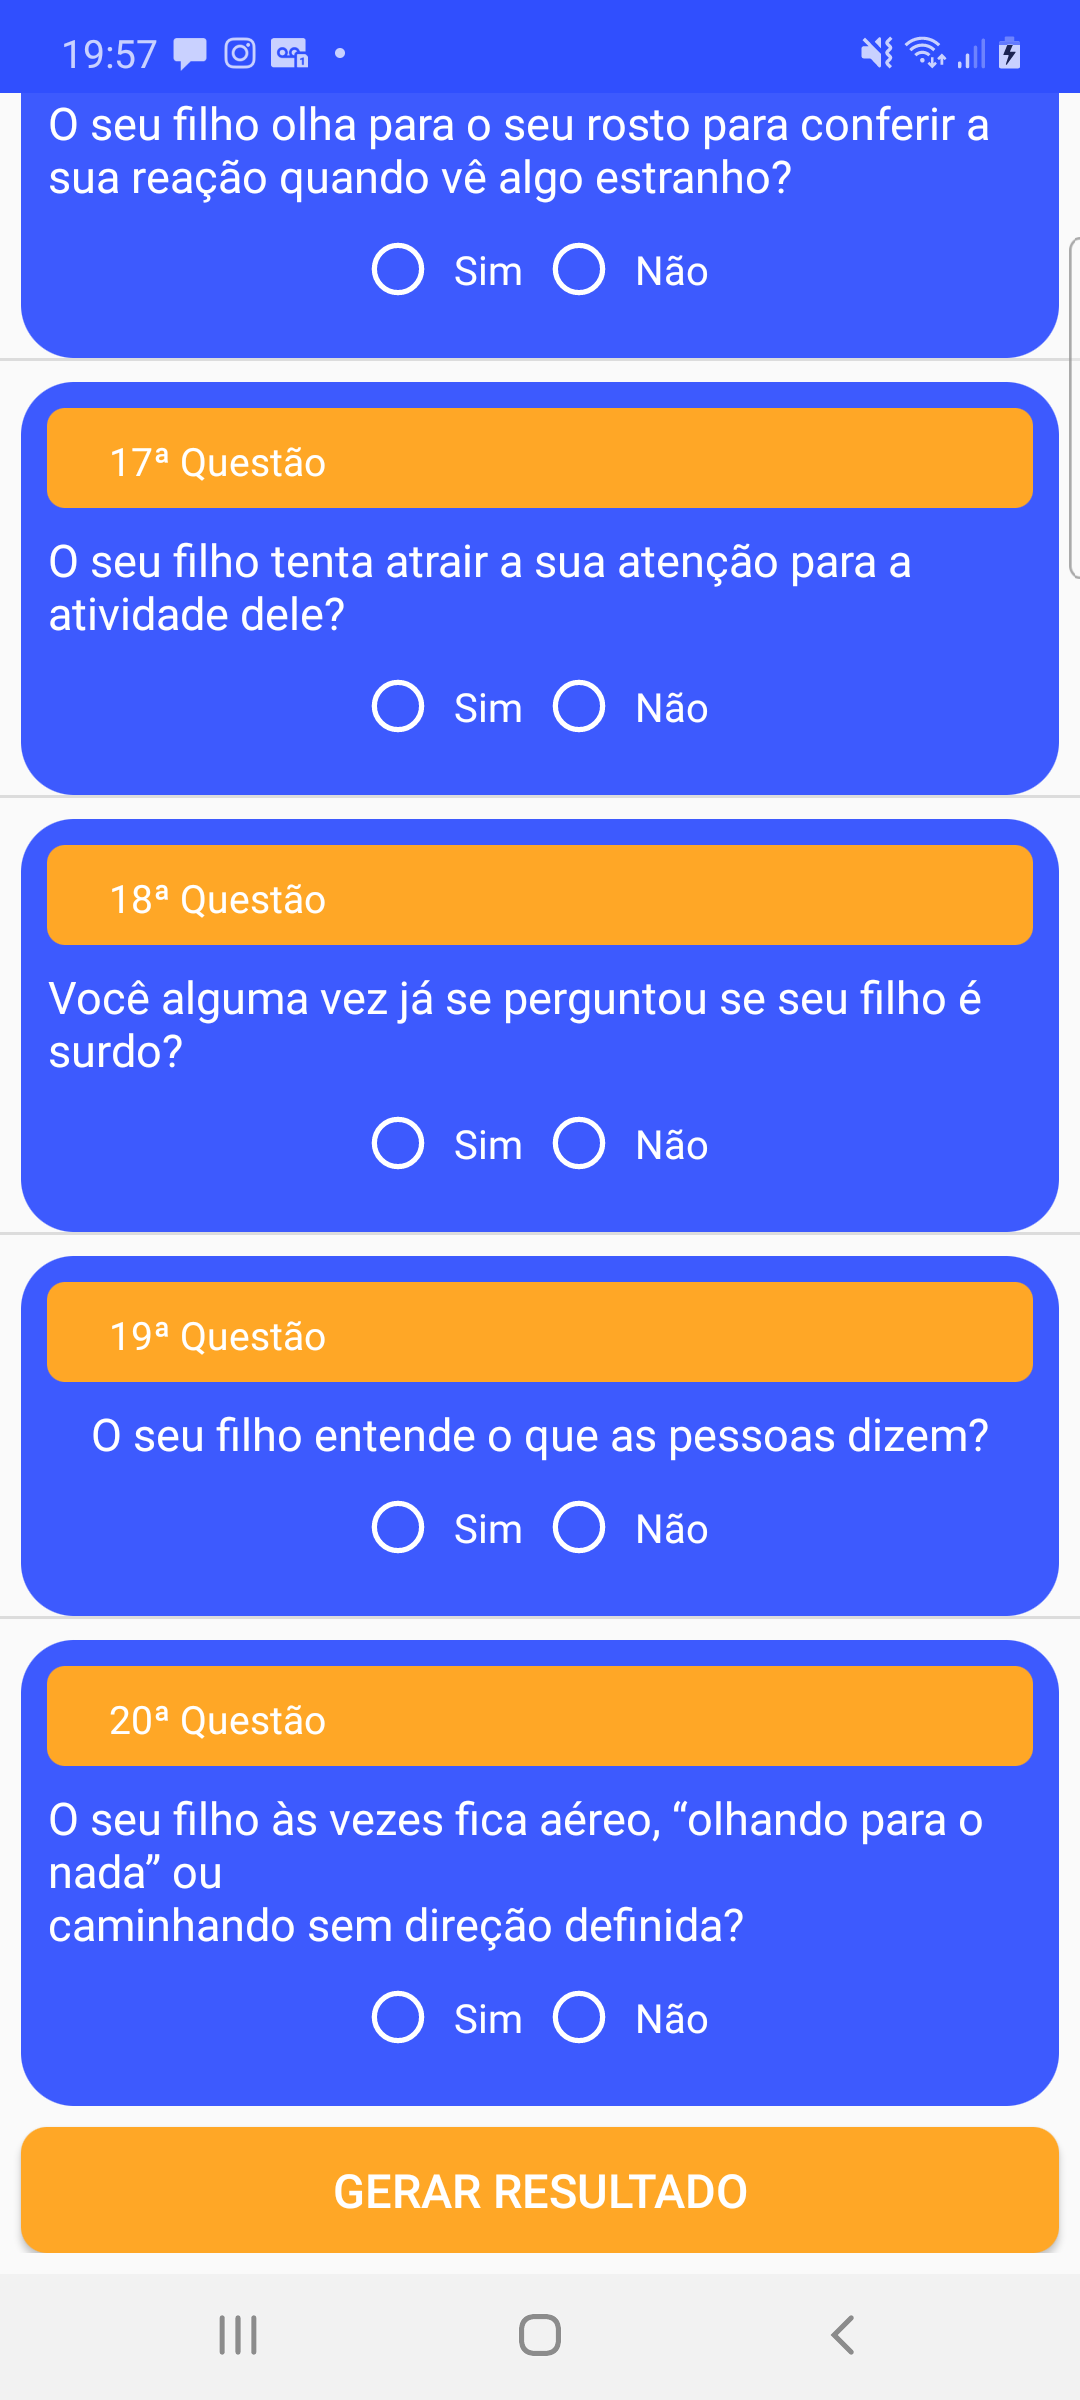 19:57
O seu filho olha para o seu rosto para conferir a
sua reação quando vê algo estranho?
Sim Não
17ª Questão
O seu filho tenta atrair a sua atenção para a
atividade dele?
Sim Não
18ª Questão
Você alguma vez já se perguntou se seu filho é
surdo?
Sim Não
19ª Questão
O seu filho entende o que as pessoas dizem?
Sim Não
20ª Questão
O seu filho às vezes fica aéreo, “olhando para o
nada” ou
caminhando sem direção definida?
Sim Não
GERAR RESULTADO